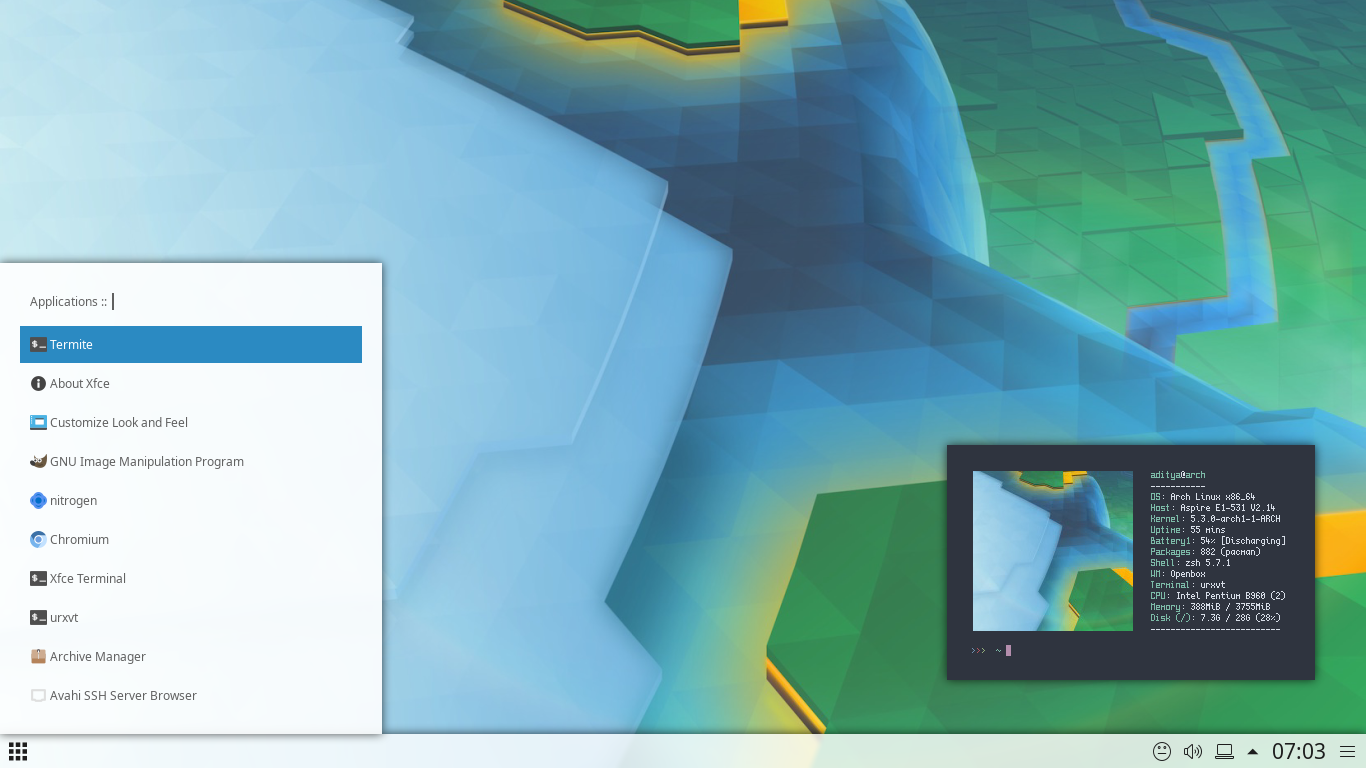 Applications ::
Termite
About Xfce
Customize Look and Feel
GNU Image Manipulation Program
nitrogen
Chromium
Xfce Terminal
urxvt
Archive Manager
Avahi SSH Server Browser
aditya@arch
-----------
OS: Arch Linux x86_64
Host: Aspire E1-531 V2.14
Kernel: 5.3.0-arch1-1-ARCH
Uptime: 55 mins
Battery1: 54% [Discharging]
Packages: 882 (pacman)
Shell: zsh 5.7.1
WM: Openbox
Terminal: urxvt
CPU: Intel Pentium B960 (2)
Memory: 388MiB / 3755MiB
Disk (/): 7.3G / 28G (28%)
--------------------------
››› ~
07:03